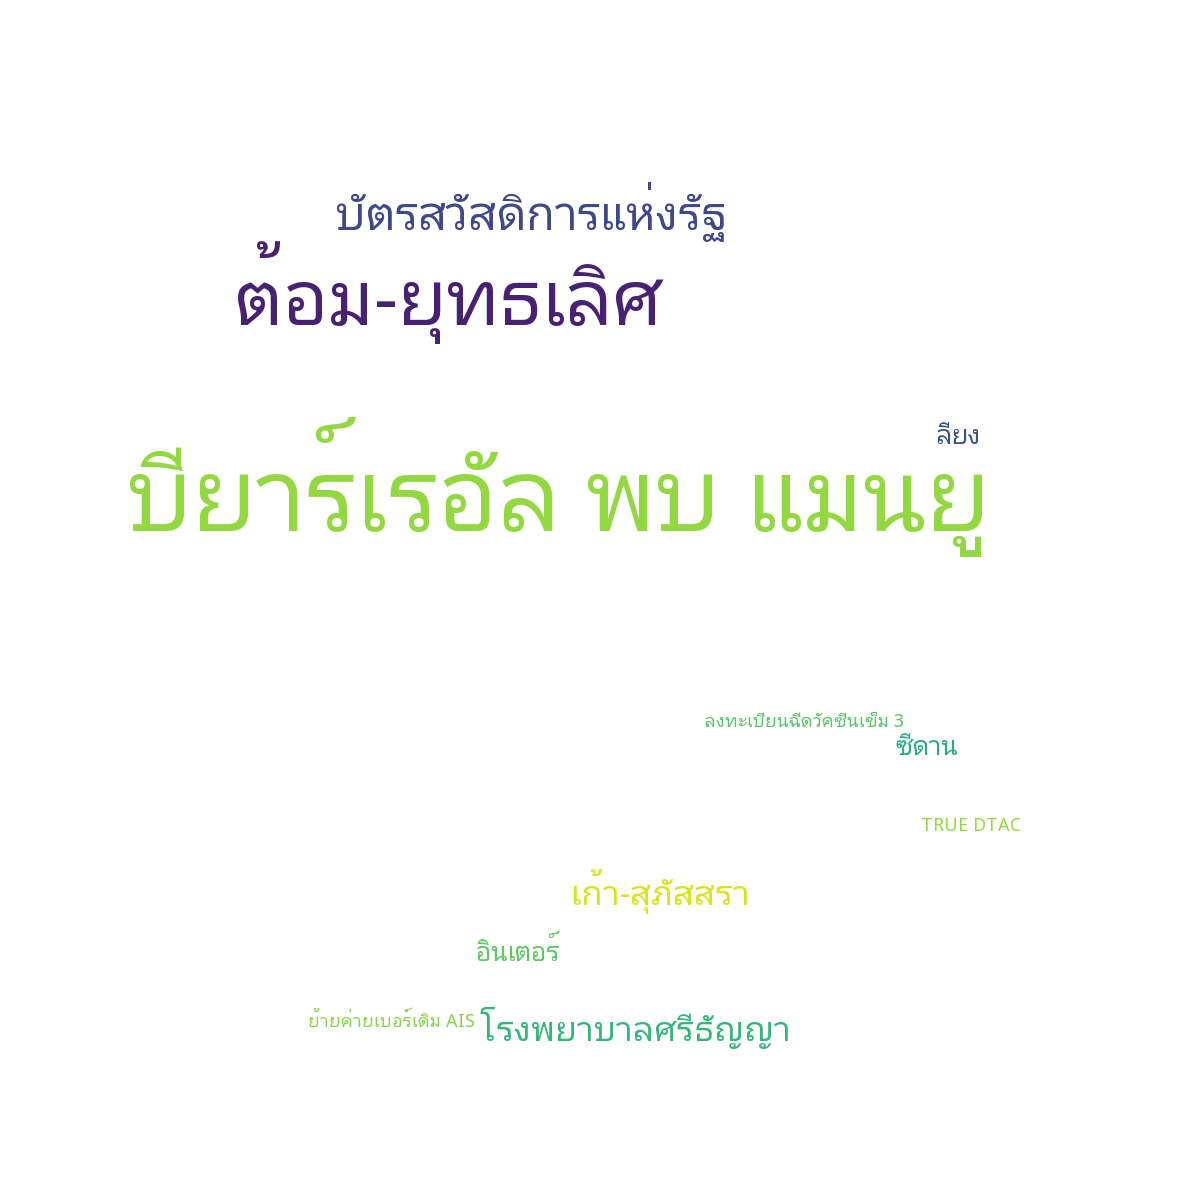 บัตรสวัสดิการแห่งรัฐ
ต้อม-ยุทธเลิศ
ลียง
บียาร์เรอัล พบ แมนยู
ลงทะเบียนฉีดวัคซีนเข็ม 3
ซีดาน
TRUE DTAC
เก้า-สุภัสสรา
อินเตอร์
ย้ายค่ายเบอร์เดิม AIS
โรงพยาบาลศรีธัญญา